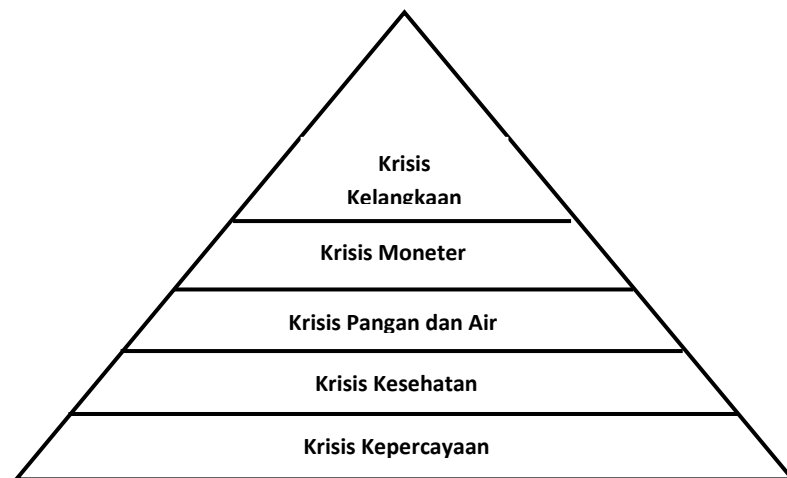 Krisis
Kelangkaan
Krisis Moneter
Krisis Pangan dan Air
Krisis Kesehatan
Krisis Kepercayaan